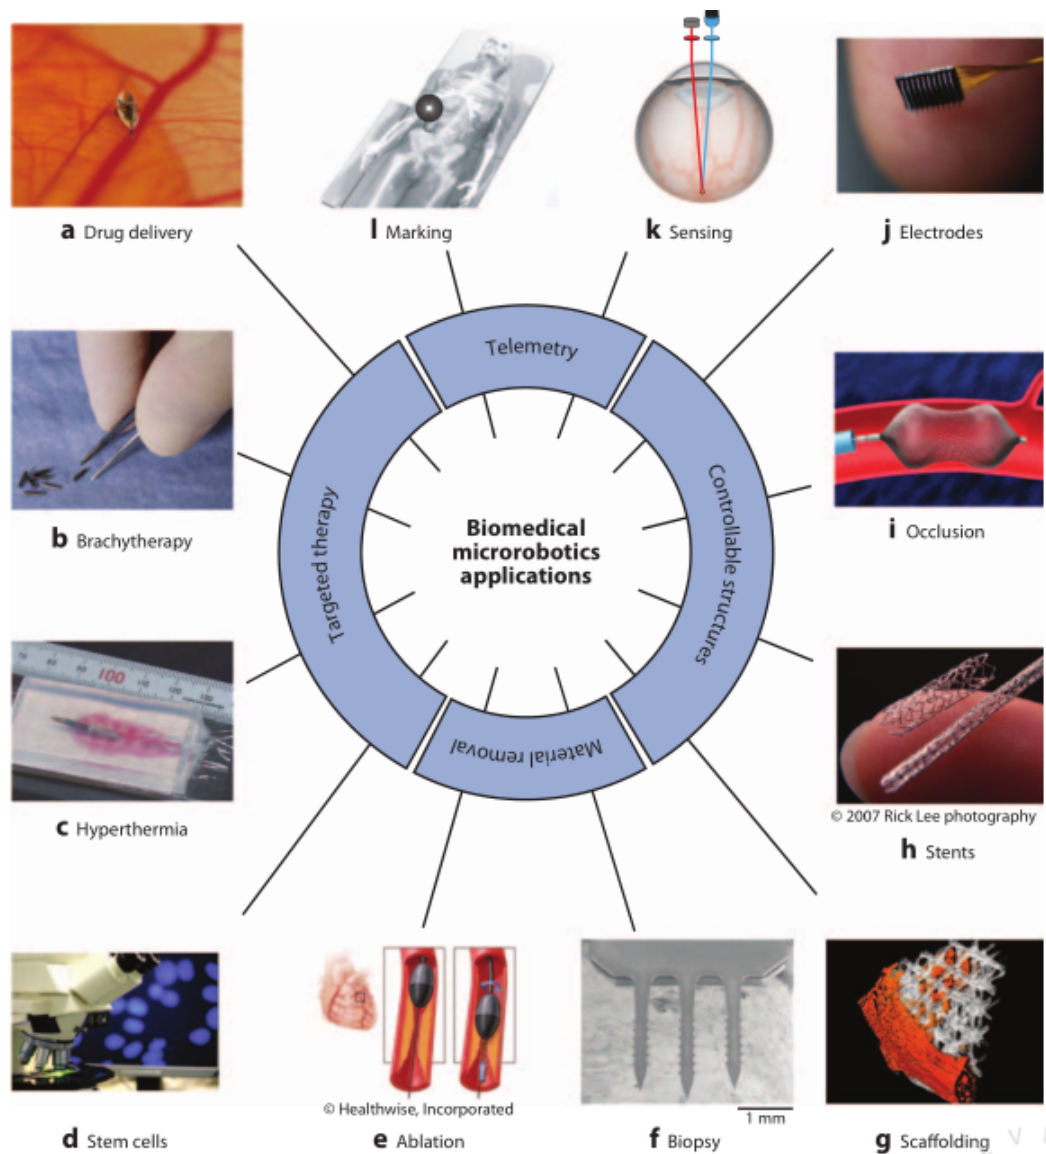 a Drug delivery
l Marking
k Sensing
j Electrodes
Telemetry
b Brachytherapy
Targeted therapy
Biomedical
microrobotics
applications
Controllable structures
i Occlusion
100
c Hyperthermia
Material removal
© 2007 Rick Lee photography
h Stents
© Healthwise, Incorporated
1 mm
d Stem cells
e Ablation
f Biopsy
g Scaffolding